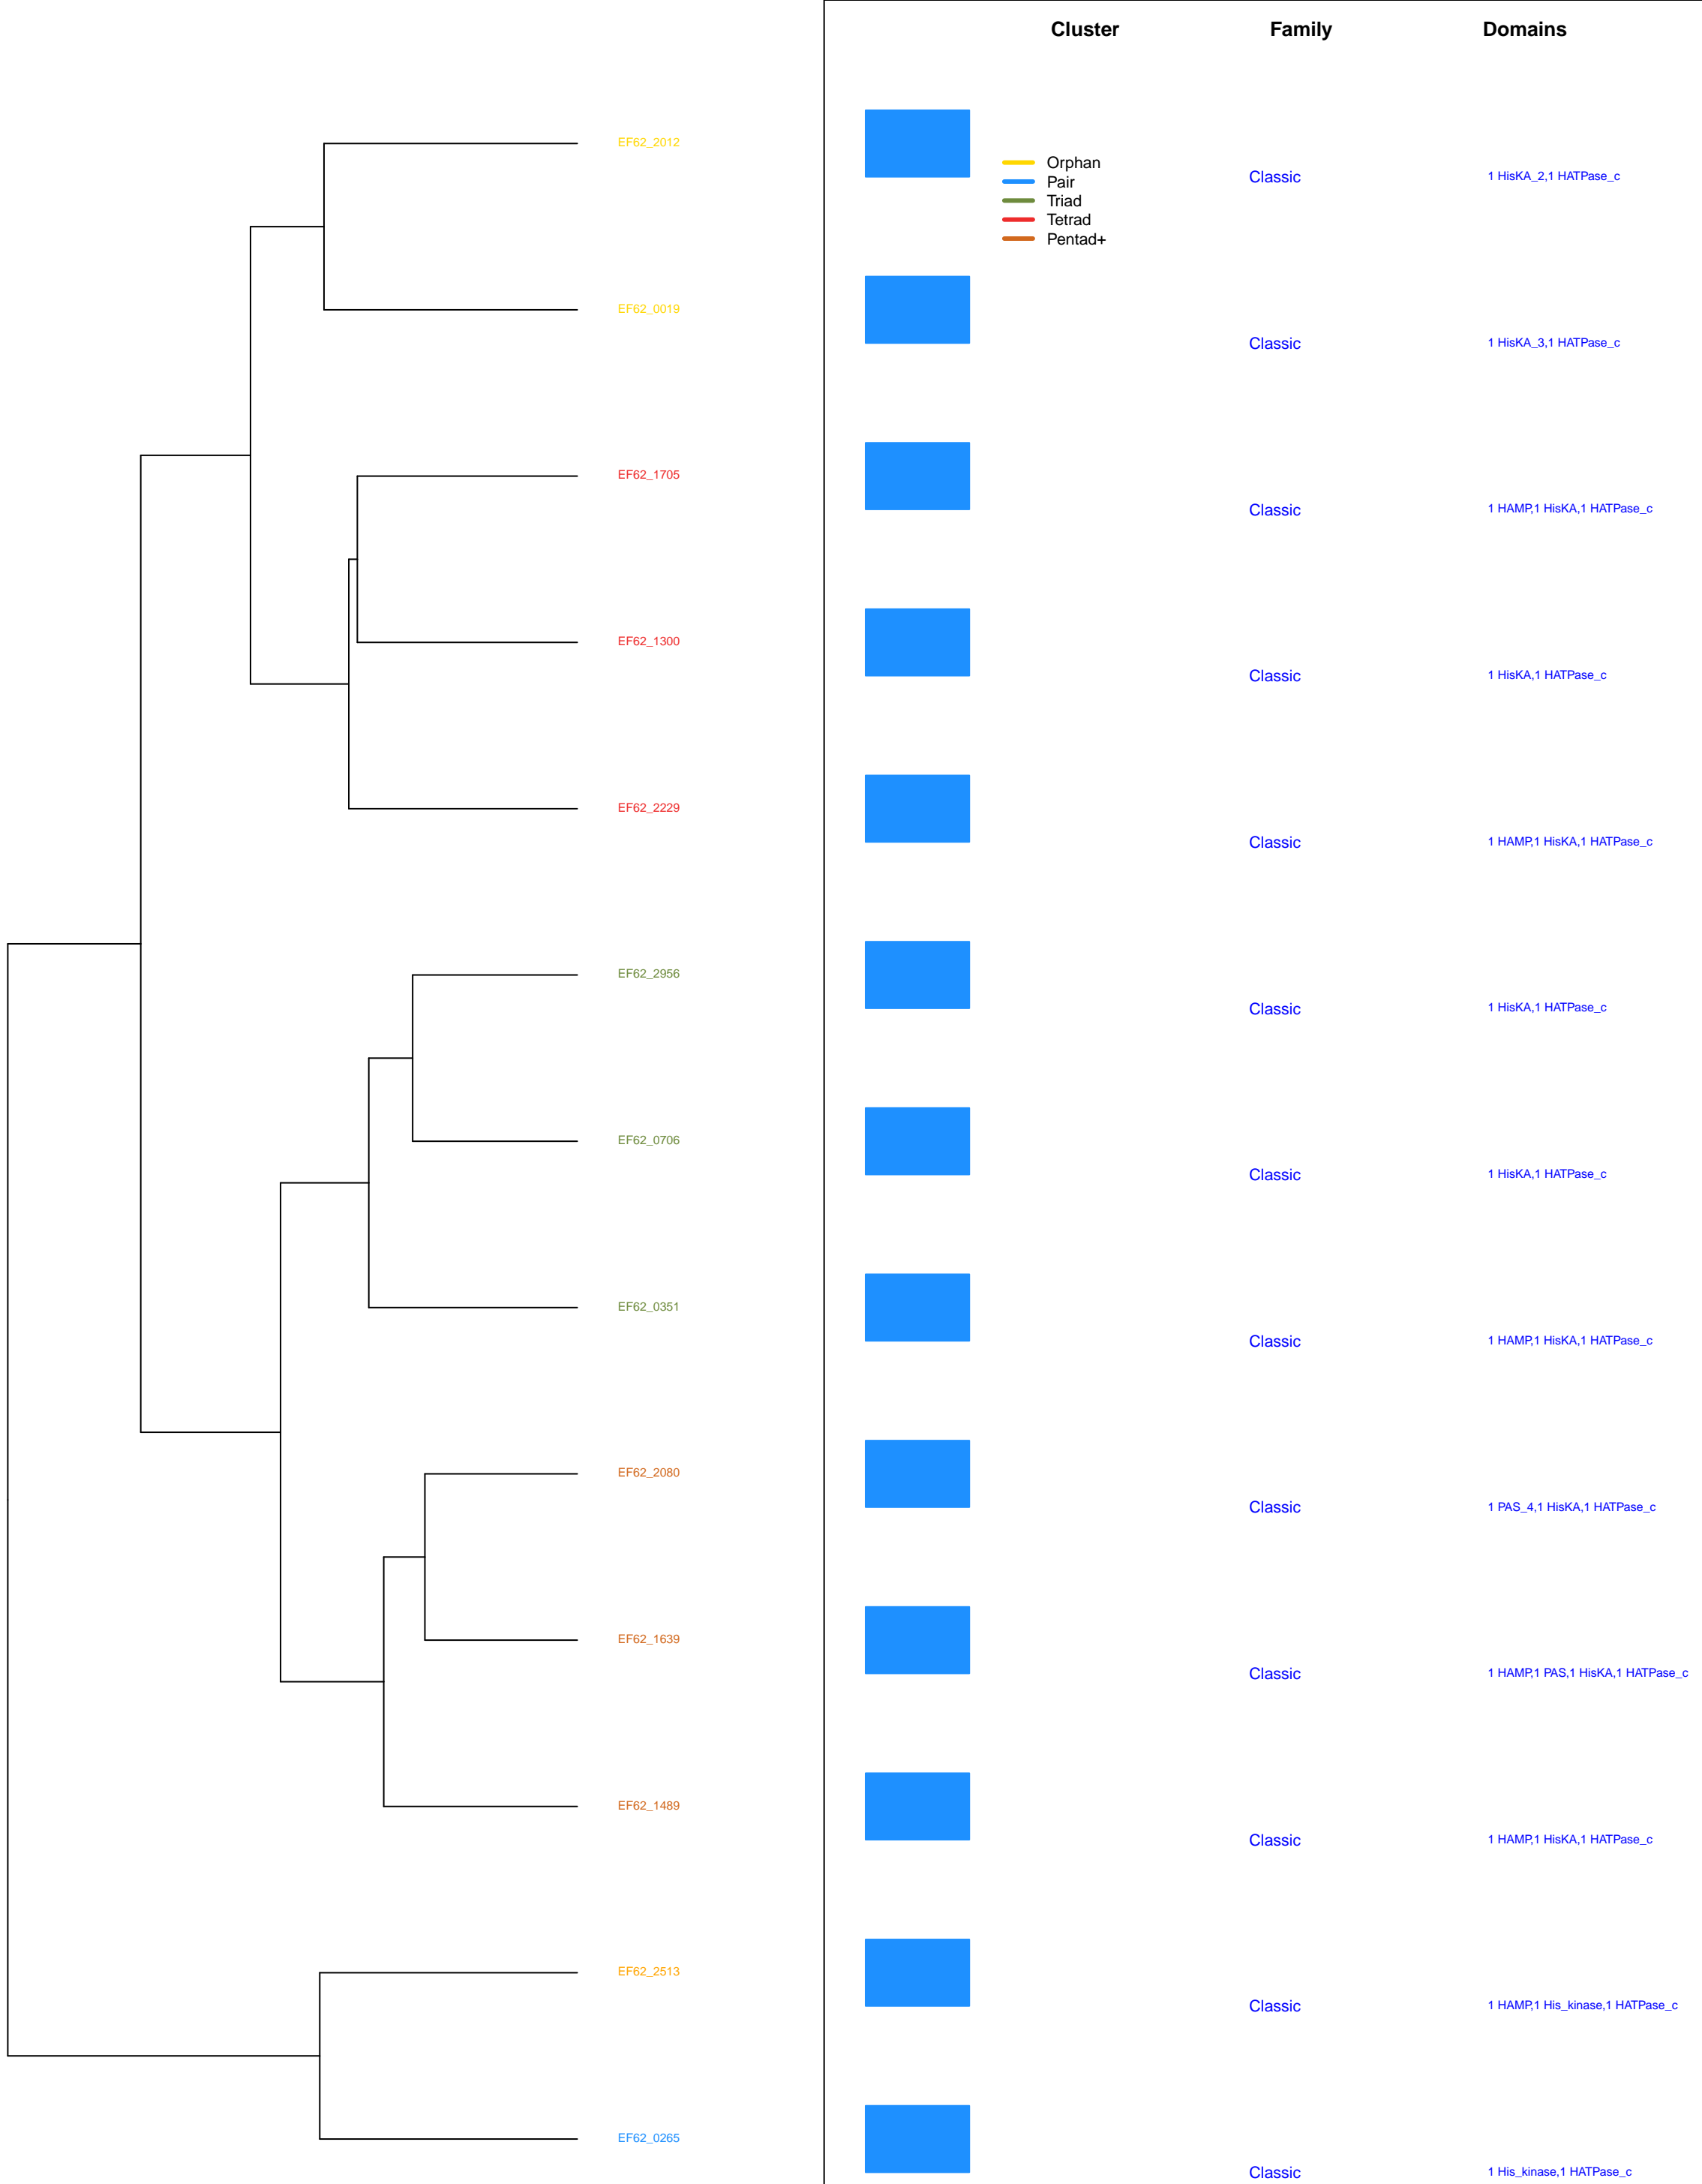 Cluster Family Domains
EF62_2012
Orphan
Pair
Classic 1 HisKA_2,1 HATPase_c
Triad
Tetrad
Pentad+
EF62_0019
Classic 1 HisKA_3,1 HATPase_c
EF62_1705
Classic 1 HAMP,1 HisKA,1 HATPase_c
EF62_1300
Classic 1 HisKA,1 HATPase_c
EF62_2229
Classic 1 HAMP,1 HisKA,1 HATPase_c
EF62_2956
Classic 1 HisKA,1 HATPase_c
EF62_0706
Classic 1 HisKA,1 HATPase_c
EF62_0351
Classic 1 HAMP,1 HisKA,1 HATPase_c
EF62_2080
Classic 1 PAS_4,1 HisKA,1 HATPase_c
EF62_1639
Classic 1 HAMP,1 PAS,1 HisKA,1 HATPase_c
EF62_1489
Classic 1 HAMP,1 HisKA,1 HATPase_c
EF62_2513
Classic 1 HAMP,1 His_kinase,1 HATPase_c
EF62_0265
Classic 1 His_kinase,1 HATPase_c